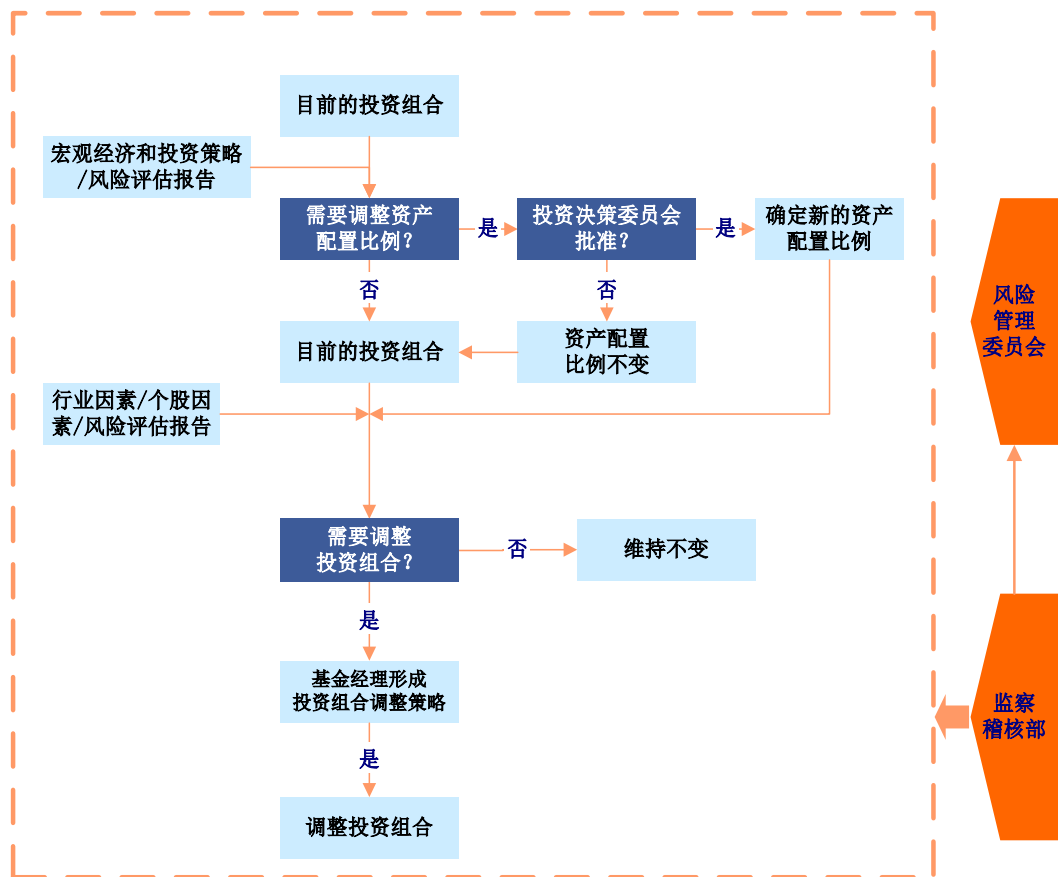 目前的投资组合
宏观经济和投资策略
/风险评估报告
需要调整资产
配置比例?
是
投资决策委员会
批准?
是
确定新的资产
配置比例
否
否
目前的投资组合
资产配置
比例不变
行业因素/个股因
素/风险评估报告
需要调整
投资组合?
否
维持不变
是
基金经理形成
投资组合调整策略
是
调整投资组合
风险
管理
委员会
监察
稽核部